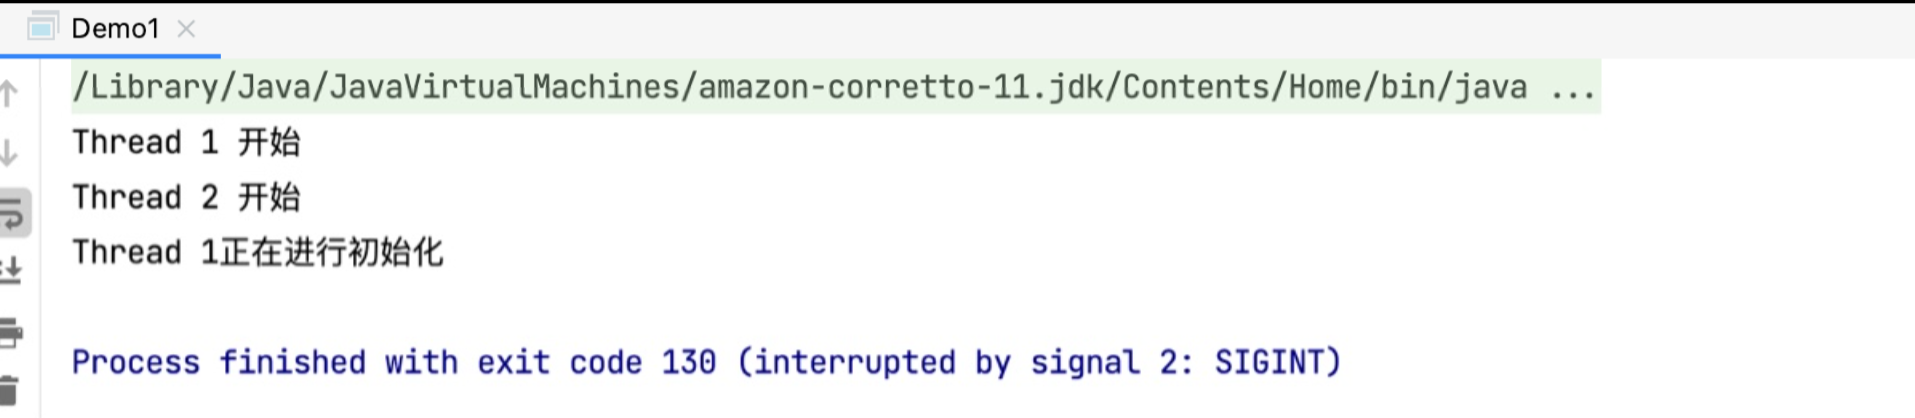 Demo1
/Library/Java/JavaVirtualMachines/amazon-corretto-11.jdk/Contents/Home/bin/java ...
Thread 1 开始
Thread 2 开始
Thread 1正在进行初始化
Process finished with exit code 130 (interrupted by signal 2: SIGINT)